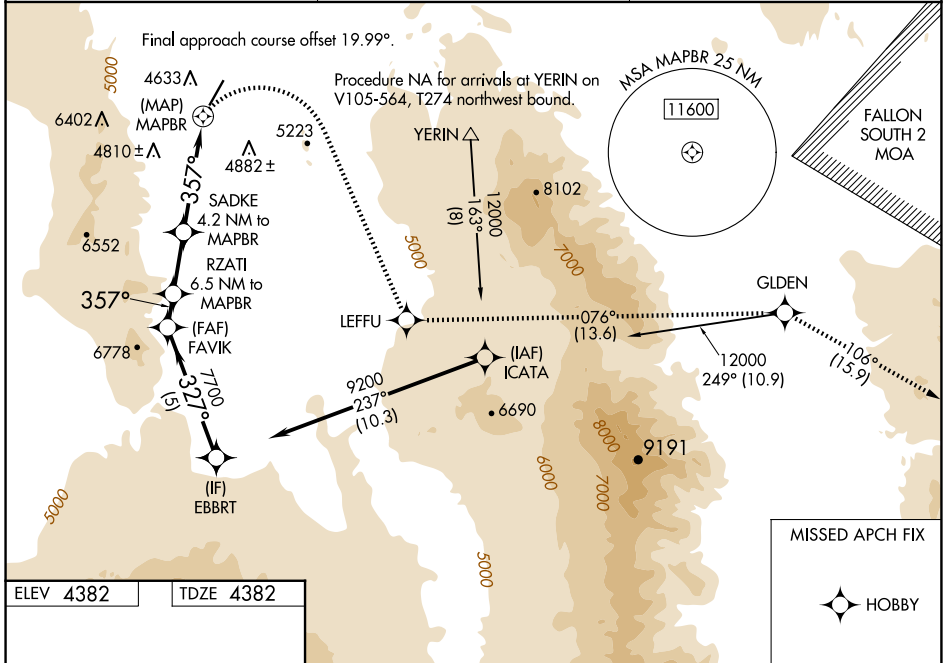 Final approach course offset 19.99°.
5000
4633
(MAP)
MAPBR
6402
4810 ±
4882 ±
5223
Procedure NA for arrivals at YERIN on
V105-564, T274 northwest bound.
YERIN
12000
163°
(8)
8102
7000
5000
MSA MAPBR 25 NM
11600
FALLON
SOUTH 2
MOA
357°
SADKE
4.2 NM to
MAPBR
6552
RZATI
6.5 NM to
MAPBR
357°
(FAF)
FAVIK
6778
7700
327°
(5)
(IF)
EBBRT
LEFFU
076°
(13.6)
GLDEN
12000
249° (10.9)
106°
(15.9)
(IAF)
ICATA
9200
237°
(10.3)
6690
8000
9191
6000
7000
5000
5000
MISSED APCH FIX
HOBBY
ELEV 4382
TDZE 4382